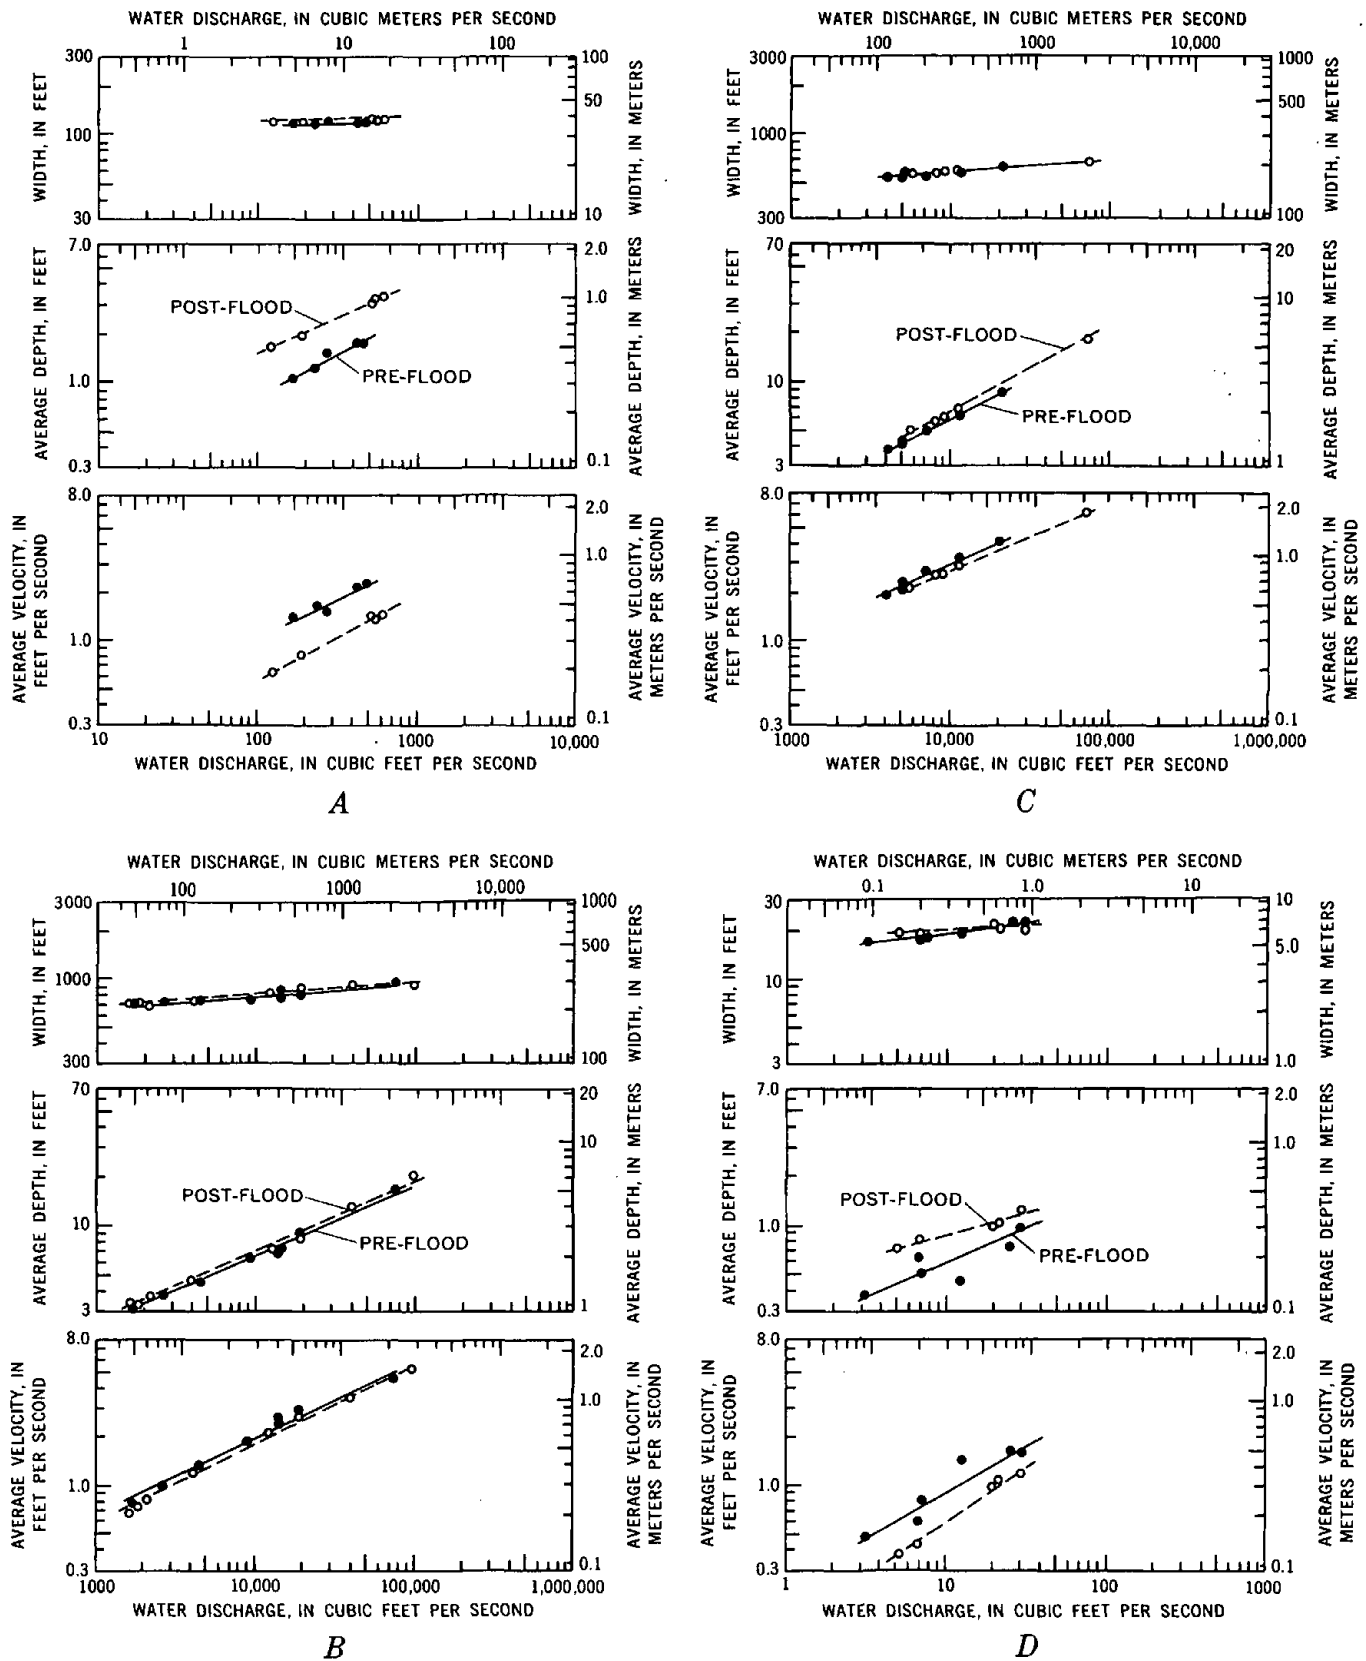 WATER DISCHARGE, IN CUBIC METERS PER SECOND
1 10 100
300
100
30
WIDTH, IN FEET
100
50
10
WIDTH, IN METERS
7.0
1.0
0.3
AVERAGE DEPTH, IN FEET
POST-FLOOD
PRE-FLOOD
2.0
1.0
0.1
AVERAGE DEPTH, IN METERS
8.0
1.0
0.3
AVERAGE VELOCITY, IN
FEET PER SECOND
2.0
1.0
0.1
AVERAGE VELOCITY, IN
METERS PER SECOND
10 100 1000 10,000
WATER DISCHARGE, IN CUBIC FEET PER SECOND
A
WATER DISCHARGE, IN CUBIC METERS PER SECOND
100 1000 10,000
3000
1000
300
WIDTH, IN FEET
1000
500
100
WIDTH, IN METERS
70
10
3
AVERAGE DEPTH, IN FEET
POST-FLOOD
PRE-FLOOD
20
10
1
AVERAGE DEPTH, IN METERS
8.0
1.0
0.3
AVERAGE VELOCITY, IN
FEET PER SECOND
2.0
1.0
0.1
AVERAGE VELOCITY, IN
METERS PER SECOND
1000 10,000 100,000 1,000,000
WATER DISCHARGE, IN CUBIC FEET PER SECOND
C
WATER DISCHARGE, IN CUBIC METERS PER SECOND
100 1000 10,000
3000
1000
300
WIDTH, IN FEET
1000
500
100
WIDTH, IN METERS
70
10
3
AVERAGE DEPTH, IN FEET
POST-FLOOD
PRE-FLOOD
20
10
1
AVERAGE DEPTH, IN METERS
8.0
1.0
0.3
AVERAGE VELOCITY, IN
FEET PER SECOND
2.0
1.0
0.1
AVERAGE VELOCITY, IN
METERS PER SECOND
1000 10,000 100,000 1,000,000
WATER DISCHARGE, IN CUBIC FEET PER SECOND
B
WATER DISCHARGE, IN CUBIC METERS PER SECOND
0.1 1.0 10
30
10
3
WIDTH, IN FEET
10
5.0
1.0
WIDTH, IN METERS
7.0
1.0
0.3
AVERAGE DEPTH, IN FEET
POST-FLOOD
PRE-FLOOD
2.0
1.0
0.1
AVERAGE DEPTH, IN METERS
8.0
1.0
0.3
AVERAGE VELOCITY, IN
FEET PER SECOND
2.0
1.0
0.1
AVERAGE VELOCITY, IN
METERS PER SECOND
1 10 100 1000
WATER DISCHARGE, IN CUBIC FEET PER SECOND
D